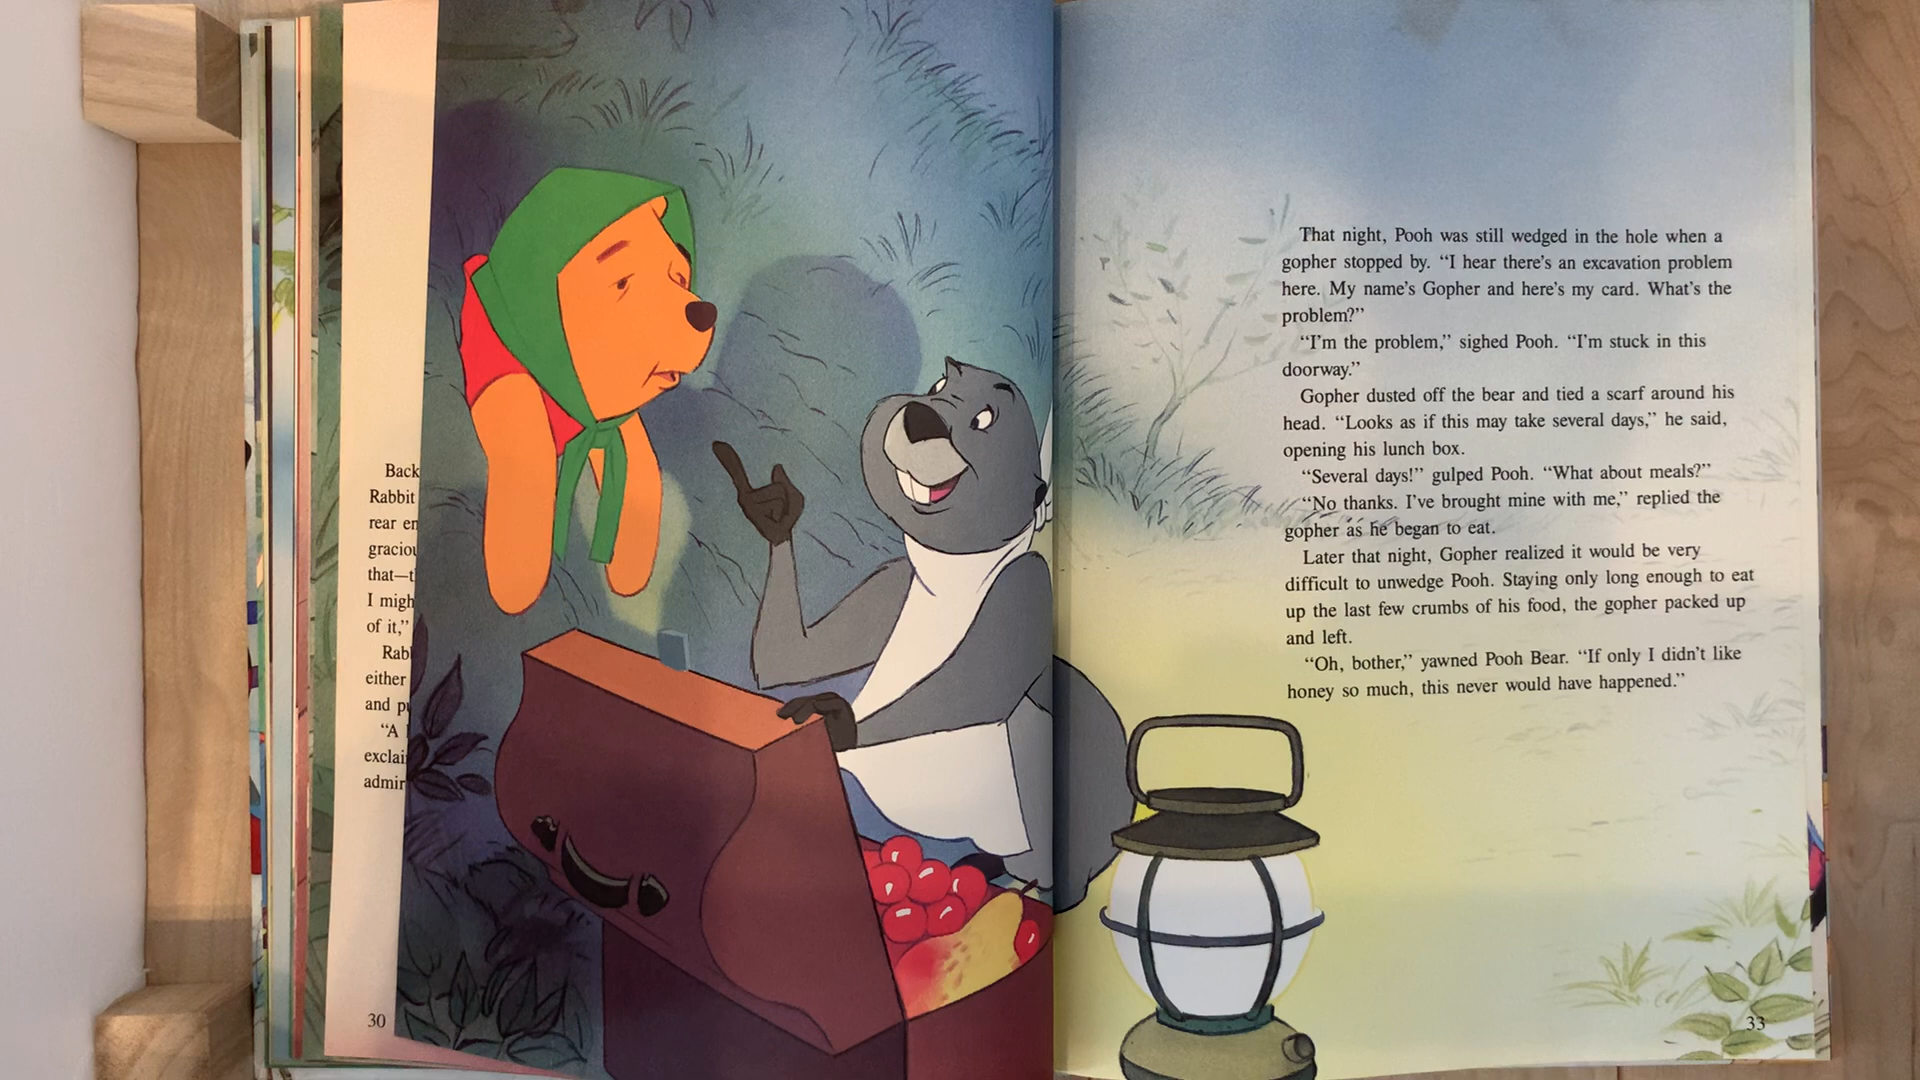 Back
Rabbit
rear
that—
I
of it,"
either
and
"A
30
That night, Pooh was still wedged in the hole when a
gopher stopped by. "I hear there's an excavation problem
here. My name's Gopher and here's my card. What's the
problem?"
"I'm the problem," sighed Pooh. "I'm stuck in this
doorway."
Gopher dusted off the bear and tied a scarf around his
head. "Looks as if this may take several days," he said,
opening his lunch box.
"Several days!" gulped Pooh. "What about meals?"
"No thanks. I've brought mine with me," replied the
gopher as he began to eat.
Later that night, Gopher realized it would be very
difficult to unwedge Pooh. Staying only long enough to eat
up the last few crumbs of his food, the gopher packed up
and left.
"Oh, bother," yawned Pooh Bear. "If only I didn't like
honey so much, this never would have happened."
33